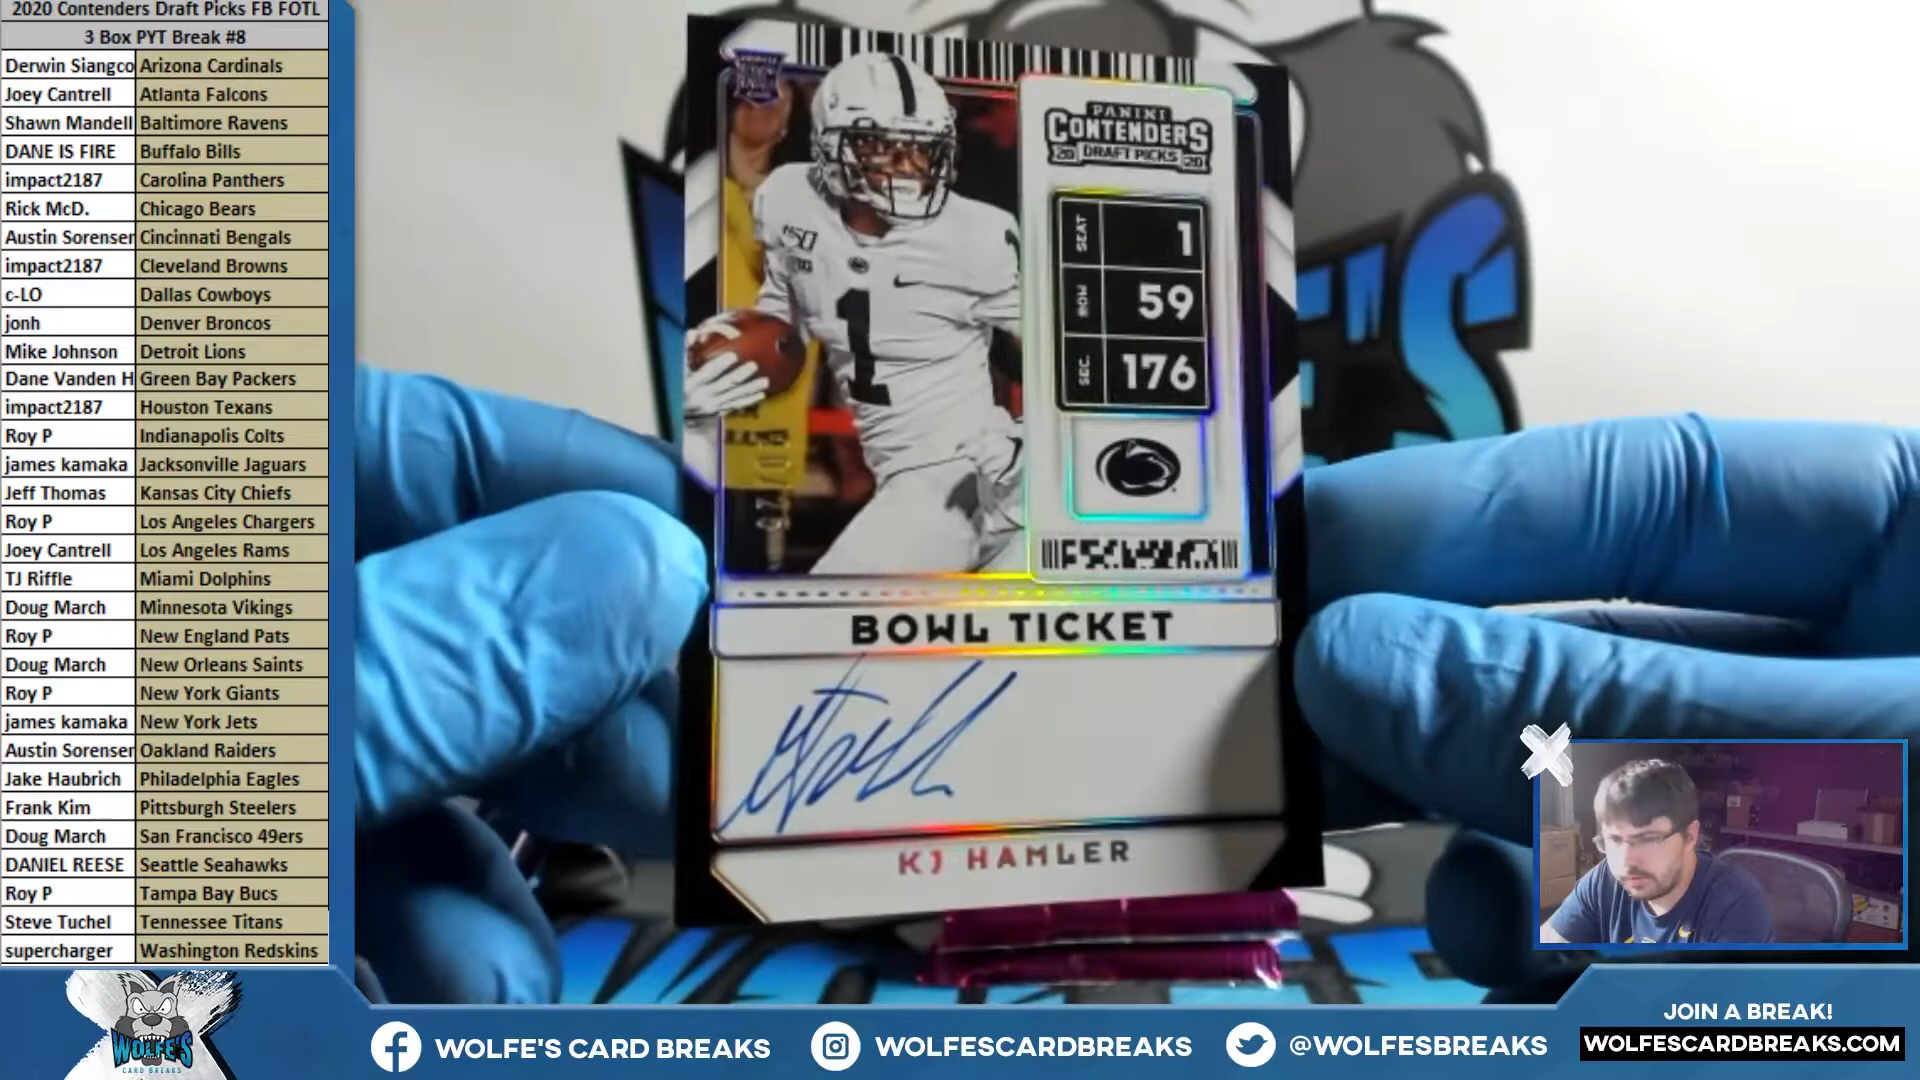 2020 Contenders Draft Picks FB FOTL
3 Box PYT Break #8
Derwin Siangco Arizona Cardinals
Joey Cantrell Atlanta Falcons
Shawn Mandell Baltimore Ravens
DANE IS FIRE Buffalo Bills
impact2187 Carolina Panthers
Rick McD. Chicago Bears
Austin Sorensen Cincinnati Bengals
impact2187 Cleveland Browns
c-LO Dallas Cowboys
jonh Denver Broncos
Mike Johnson Detroit Lions
Dane Vanden H Green Bay Packers
impact2187 Houston Texans
Roy P Indianapolis Colts
james kamaka Jacksonville Jaguars
Jeff Thomas Kansas City Chiefs
Roy P Los Angeles Chargers
Joey Cantrell Los Angeles Rams
TJ Riffle Miami Dolphins
Doug March Minnesota Vikings
Roy P New England Pats
Doug March New Orleans Saints
Roy P New York Giants
james kamaka New York Jets
Austin Sorensen Oakland Raiders
Jake Haubrich Philadelphia Eagles
Frank Kim Pittsburgh Steelers
Doug March San Francisco 49ers
DANIEL REESE Seattle Seahawks
Roy P Tampa Bay Bucs
Steve Tuchel Tennessee Titans
supercharger Washington Redskins
PANINI
CONTENDERS
20 DRAFT PICKS 20
SEAT 1
ROW 59
SEC. 176
150
1
BOWL TICKET
KJ HAMLER
WOLFE'S
CARD BREAKS
WOLFE'S CARD BREAKS
WOLFESCARDBREAKS
@WOLFESBREAKS
JOIN A BREAK!
WOLFESCARDBREAKS.COM